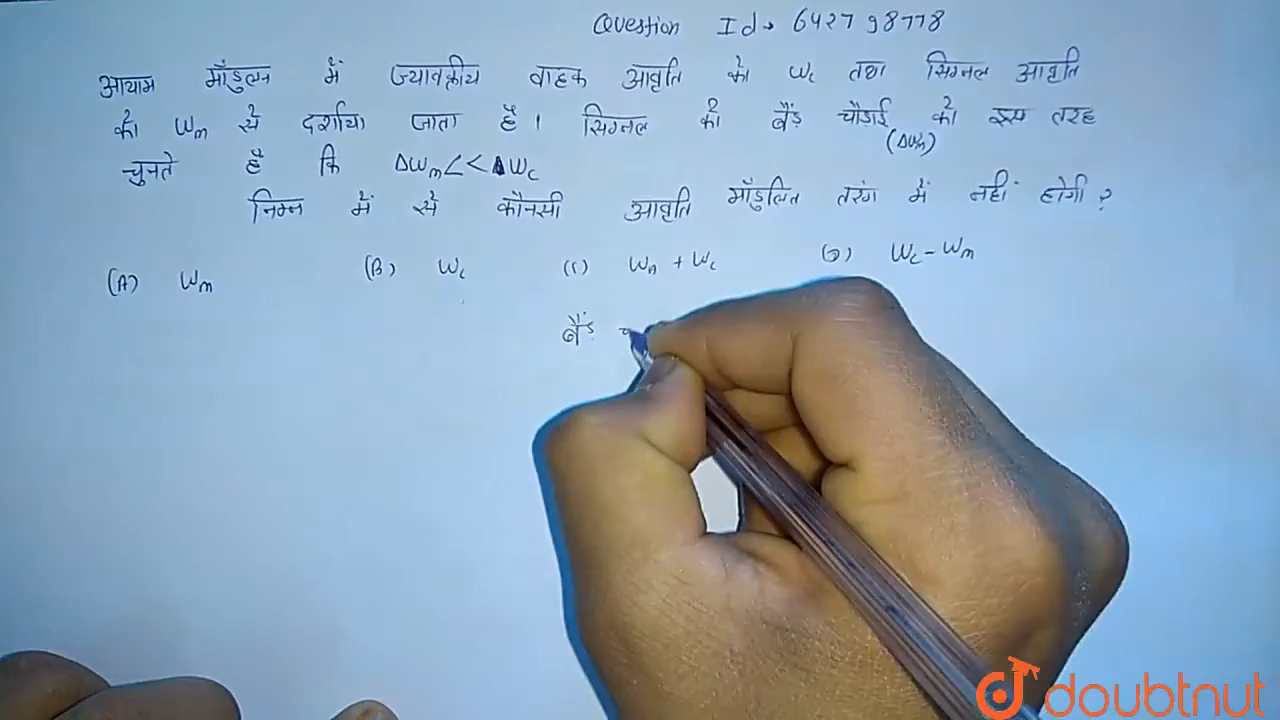 Question Id → 642798778
आयाम मॉडुलन में ज्यावक्रीय वाहक आवृति को ωc तथा सिग्नल आवृति
को ωm से दर्शाया जाता है । सिग्नल की बैंड चौड़ाई को इस तरह
(Δωm)
चुनते है कि Δωm<<ωc
निम्न में से कौनसी आवृति मॉडुलित तरंग में नहीं होगी ?
(A) ωm (B) ωc (C) ωm + ωc (D) ωc - ωm
बैंड
doubtnut